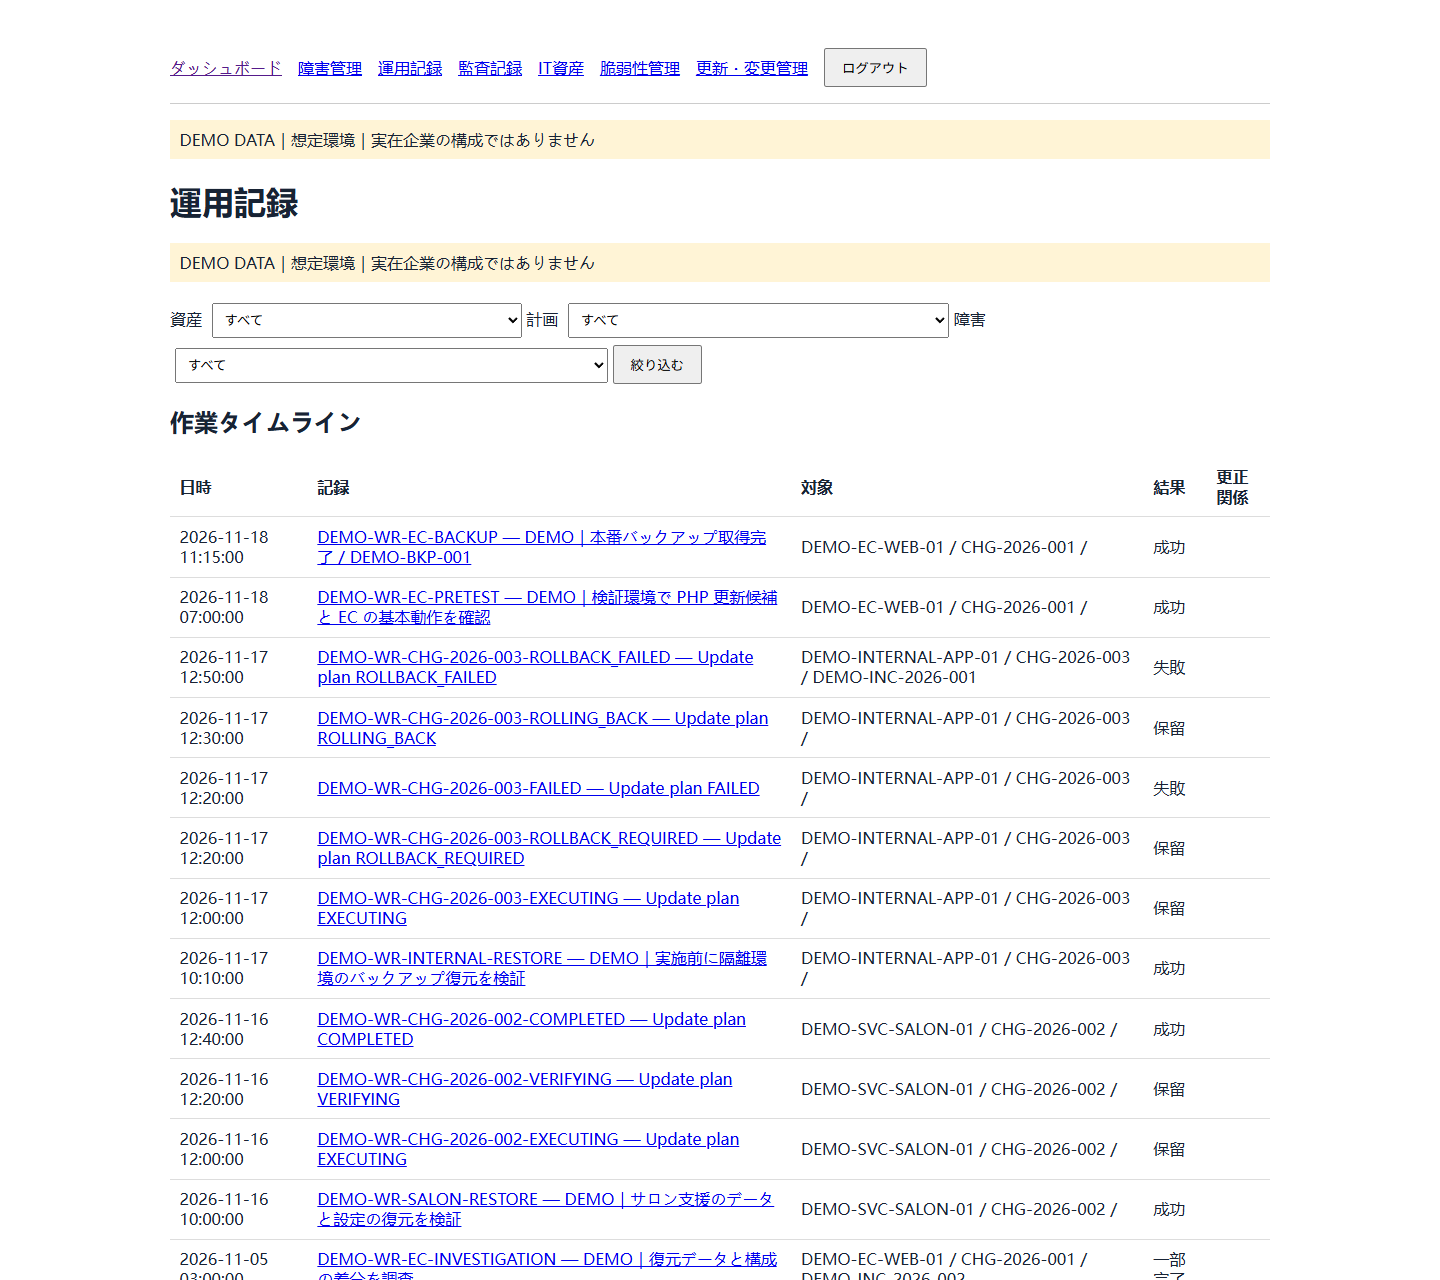 ダッシュボード 障害管理 運用記録 監査記録 IT資産 脆弱性管理 更新・変更管理 ログアウト
DEMO DATA｜想定環境｜実在企業の構成ではありません
運用記録
DEMO DATA｜想定環境｜実在企業の構成ではありません
資産 すべて 計画 すべて 障害
すべて 絞り込む
作業タイムライン
日時 記録 対象 結果 更正
関係
2026-11-18 DEMO-WR-EC-BACKUP — DEMO｜本番バックアップ取得完 DEMO-EC-WEB-01 / CHG-2026-001 / 成功
11:15:00 了 / DEMO-BKP-001
2026-11-18 DEMO-WR-EC-PRETEST — DEMO｜検証環境で PHP 更新候補 DEMO-EC-WEB-01 / CHG-2026-001 / 成功
07:00:00 と EC の基本動作を確認
2026-11-17 DEMO-WR-CHG-2026-003-ROLLBACK_FAILED — Update DEMO-INTERNAL-APP-01 / CHG-2026-003 失敗
12:50:00 plan ROLLBACK_FAILED / DEMO-INC-2026-001
2026-11-17 DEMO-WR-CHG-2026-003-ROLLING_BACK — Update plan DEMO-INTERNAL-APP-01 / CHG-2026-003 保留
12:30:00 ROLLING_BACK /
2026-11-17 DEMO-WR-CHG-2026-003-FAILED — Update plan FAILED DEMO-INTERNAL-APP-01 / CHG-2026-003 失敗
12:20:00 /
2026-11-17 DEMO-WR-CHG-2026-003-ROLLBACK_REQUIRED — Update DEMO-INTERNAL-APP-01 / CHG-2026-003 保留
12:20:00 plan ROLLBACK_REQUIRED /
2026-11-17 DEMO-WR-CHG-2026-003-EXECUTING — Update plan DEMO-INTERNAL-APP-01 / CHG-2026-003 保留
12:00:00 EXECUTING /
2026-11-17 DEMO-WR-INTERNAL-RESTORE — DEMO｜実施前に隔離環 DEMO-INTERNAL-APP-01 / CHG-2026-003 成功
10:10:00 境のバックアップ復元を検証 /
2026-11-16 DEMO-WR-CHG-2026-002-COMPLETED — Update plan DEMO-SVC-SALON-01 / CHG-2026-002 / 成功
12:40:00 COMPLETED
2026-11-16 DEMO-WR-CHG-2026-002-VERIFYING — Update plan DEMO-SVC-SALON-01 / CHG-2026-002 / 保留
12:20:00 VERIFYING
2026-11-16 DEMO-WR-CHG-2026-002-EXECUTING — Update plan DEMO-SVC-SALON-01 / CHG-2026-002 / 保留
12:00:00 EXECUTING
2026-11-16 DEMO-WR-SALON-RESTORE — DEMO｜サロン支援のデータ DEMO-SVC-SALON-01 / CHG-2026-002 / 成功
10:00:00 と設定の復元を検証
2026-11-05 DEMO-WR-EC-INVESTIGATION — DEMO｜復元データと構成 DEMO-EC-WEB-01 / CHG-2026-001 / 一部
03:00:00 の差分を調査 DEMO-INC-2026-002 完了